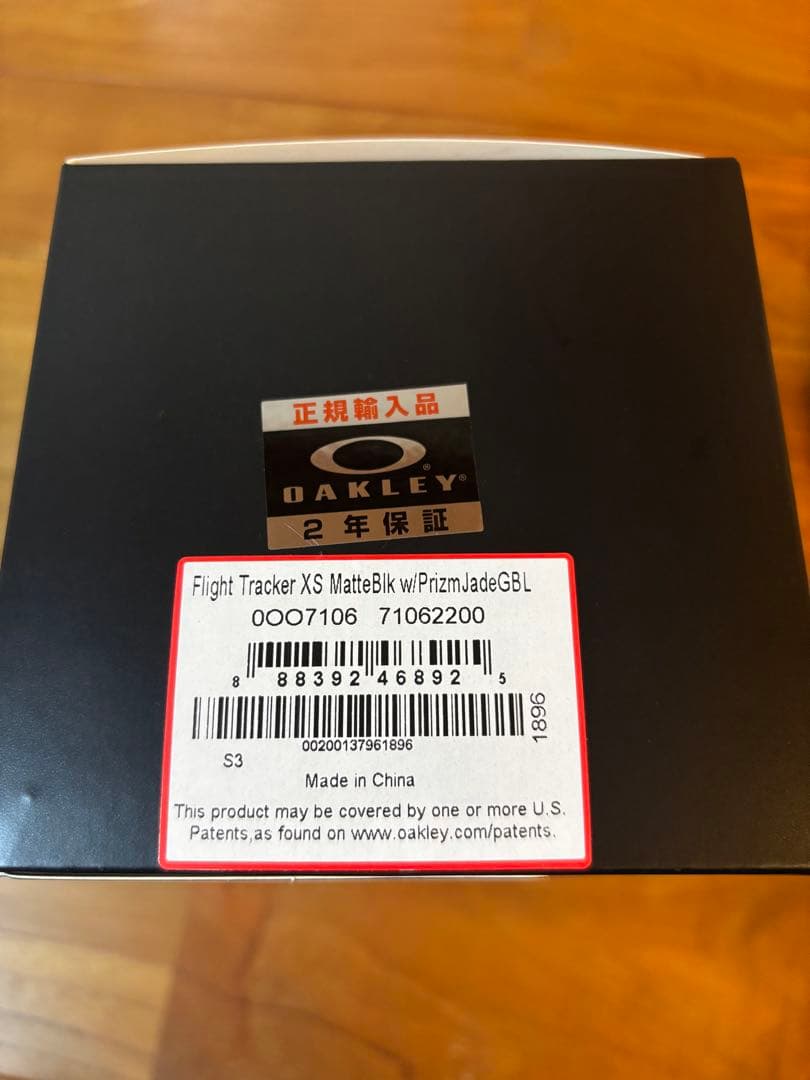 正規輸入品
®
OAKLEY®
2年保証
Flight Tracker XS MatteBlk w/PrizmJadeGBL
0OO7106 71062200
8 88392 46892 5
00200137961896
1896
S3
Made in China
This product may be covered by one or more U.S.
Patents,as found on www.oakley.com/patents.